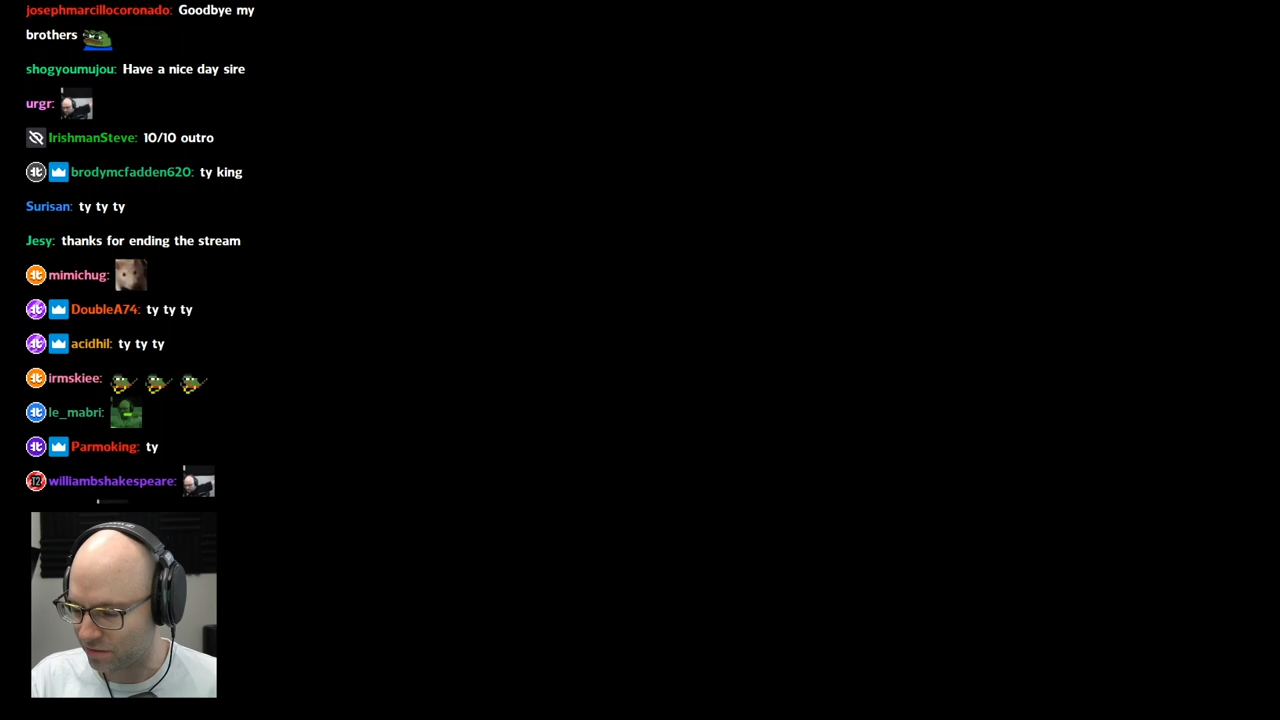 josephmarcillocoronado: Goodbye my
brothers
shogyoumujou: Have a nice day sire
urgr:
IrishmanSteve: 10/10 outro
brodymcfadden620: ty king
Surisan: ty ty ty
Jesy: thanks for ending the stream
mimichug:
DoubleA74: ty ty ty
acidhil: ty ty ty
irmskiee:
le_mabri:
Parmoking: ty
williambshakespeare: